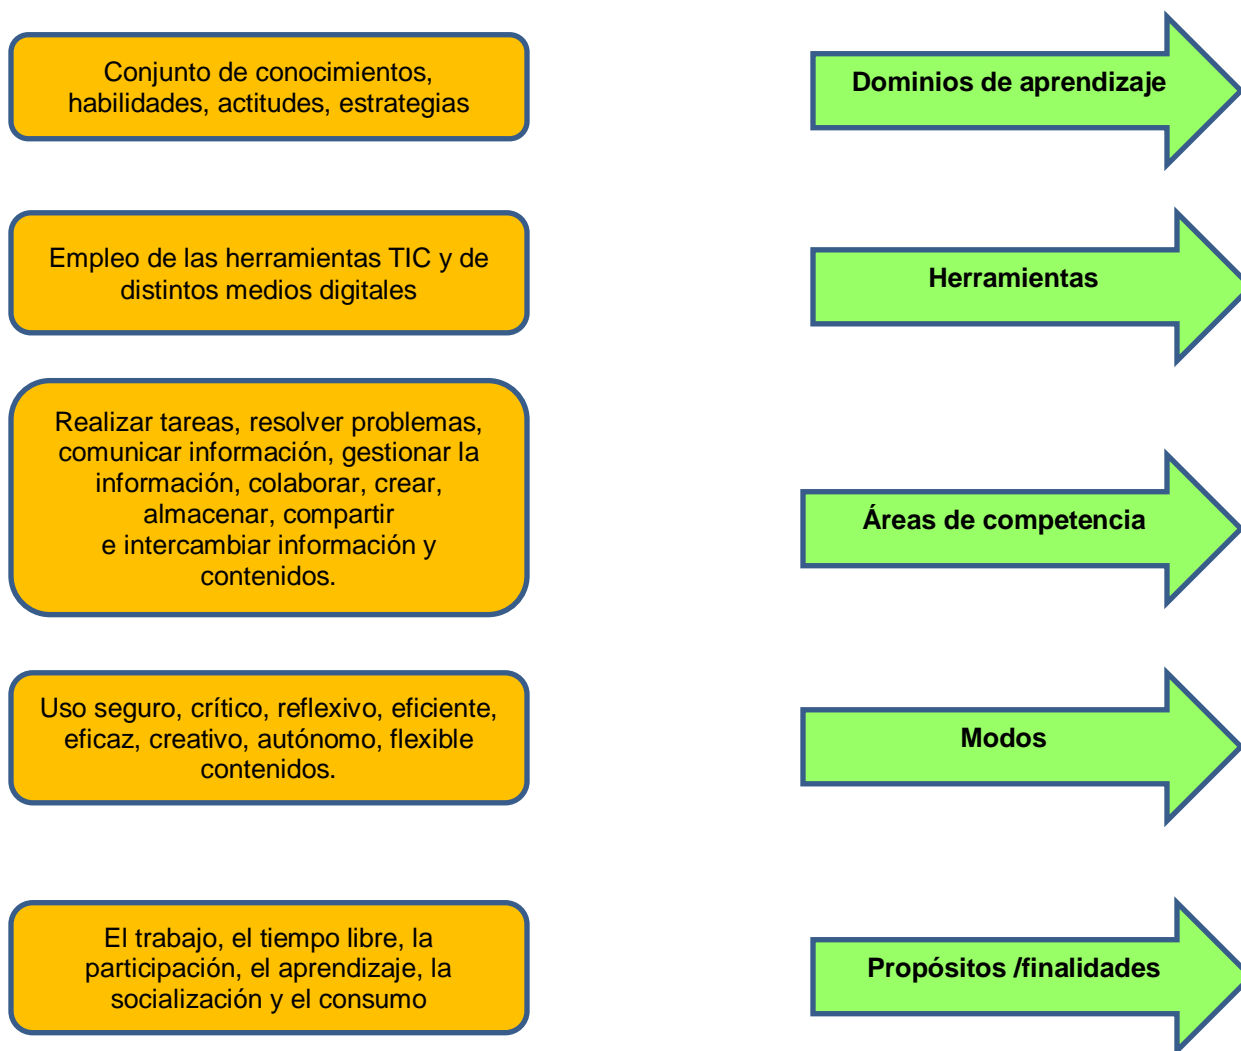 Conjunto de conocimientos,
habilidades, actitudes, estrategias
Dominios de aprendizaje
Empleo de las herramientas TIC y de
distintos medios digitales
Herramientas
Realizar tareas, resolver problemas,
comunicar información, gestionar la
información, colaborar, crear,
almacenar, compartir
e intercambiar información y
contenidos.
Áreas de competencia
Uso seguro, crítico, reflexivo, eficiente,
eficaz, creativo, autónomo, flexible
contenidos.
Modos
El trabajo, el tiempo libre, la
participación, el aprendizaje, la
socialización y el consumo
Propósitos /finalidades